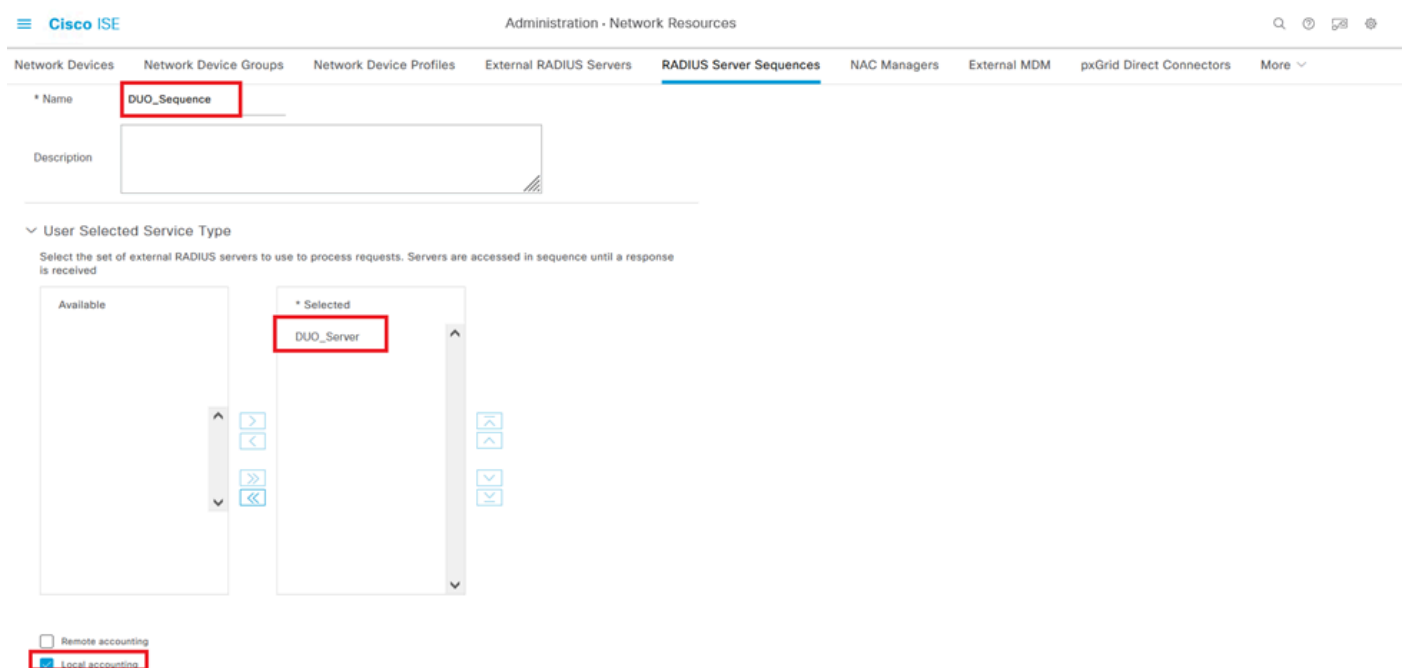 Cisco ISE
Administration · Network Resources
Network Devices Network Device Groups Network Device Profiles External RADIUS Servers RADIUS Server Sequences NAC Managers External MDM pxGrid Direct Connectors More
* Name DUO_Sequence
Description
User Selected Service Type
Select the set of external RADIUS servers to use to process requests. Servers are accessed in sequence until a response
is received
Available * Selected
DUO_Server
Remote accounting
Local accounting